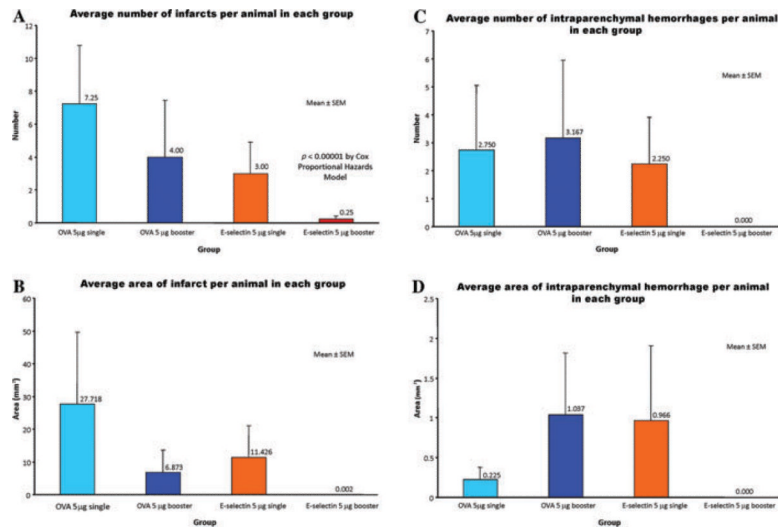 A
Average number of infarcts per animal in each group
12
10
8
6
4
2
0
Number
7.25
4.00
3.00
0.25
Mean ± SEM
p < 0.00001 by Cox
Proportional Hazards
Model
OVA 5µg single
OVA 5 µg booster
E-selectin 5 µg single
E-selectin 5 µg booster
Group
B
Average area of infarct per animal in each group
60
50
40
30
20
10
0
Area (mm²)
27.718
6.873
11.426
0.002
Mean ± SEM
OVA 5µg single
OVA 5 µg booster
E-selectin 5 µg single
E-selectin 5 µg booster
Group
C
Average number of intraparenchymal hemorrhages per animal
in each group
7
6
5
4
3
2
1
0
Number
2.750
3.167
2.250
0.000
Mean ± SEM
OVA 5µg single
OVA 5 µg booster
E-selectin 5 µg single
E-selectin 5 µg booster
Group
D
Average area of intraparenchymal hemorrhage per animal
in each group
2.5
2
1.5
1
0.5
0
Area (mm²)
0.225
1.037
0.966
0.000
Mean ± SEM
OVA 5µg single
OVA 5 µg booster
E-selectin 5 µg single
E-selectin 5 µg booster
Group